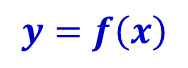 y = f(x)